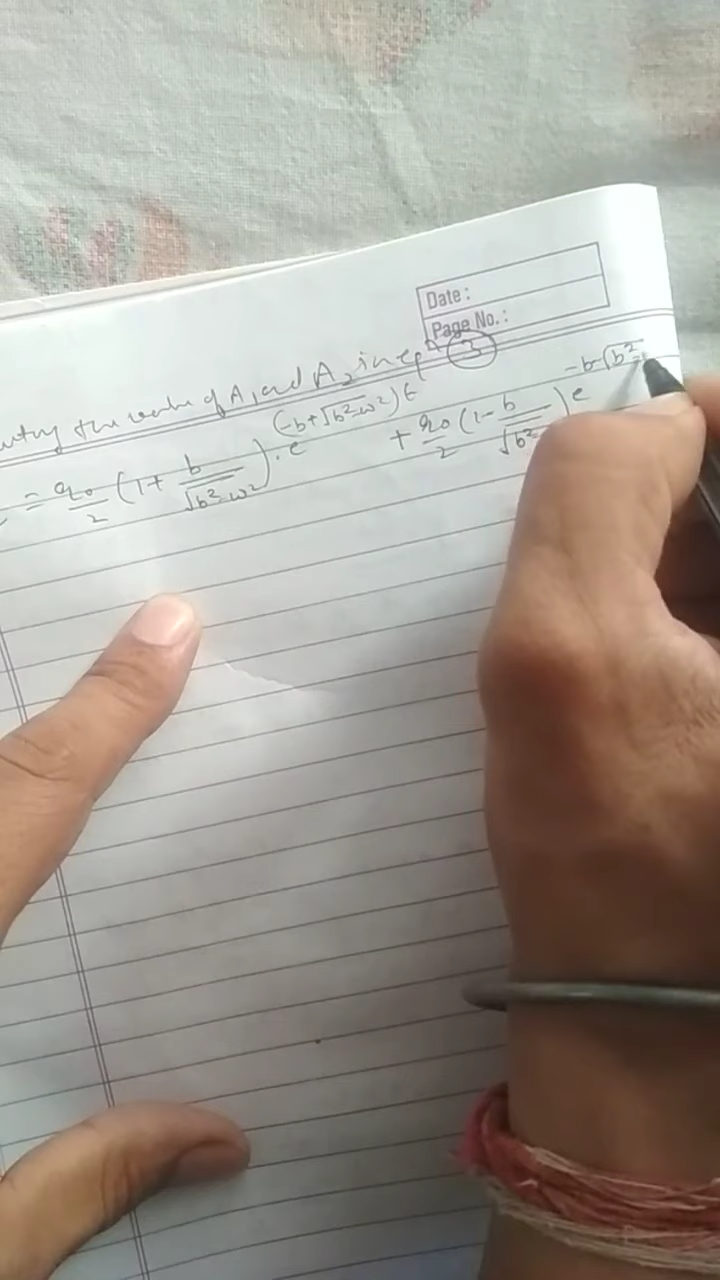 Date:
Page No.:
the value of A₁ and A₂ in eqⁿ ③
= q₀/2 (1 + b/√b²-ω²) . e^(-b+√b²-ω²)t + q₀/2 (1 - b/√b²-) e^-b-√b²-